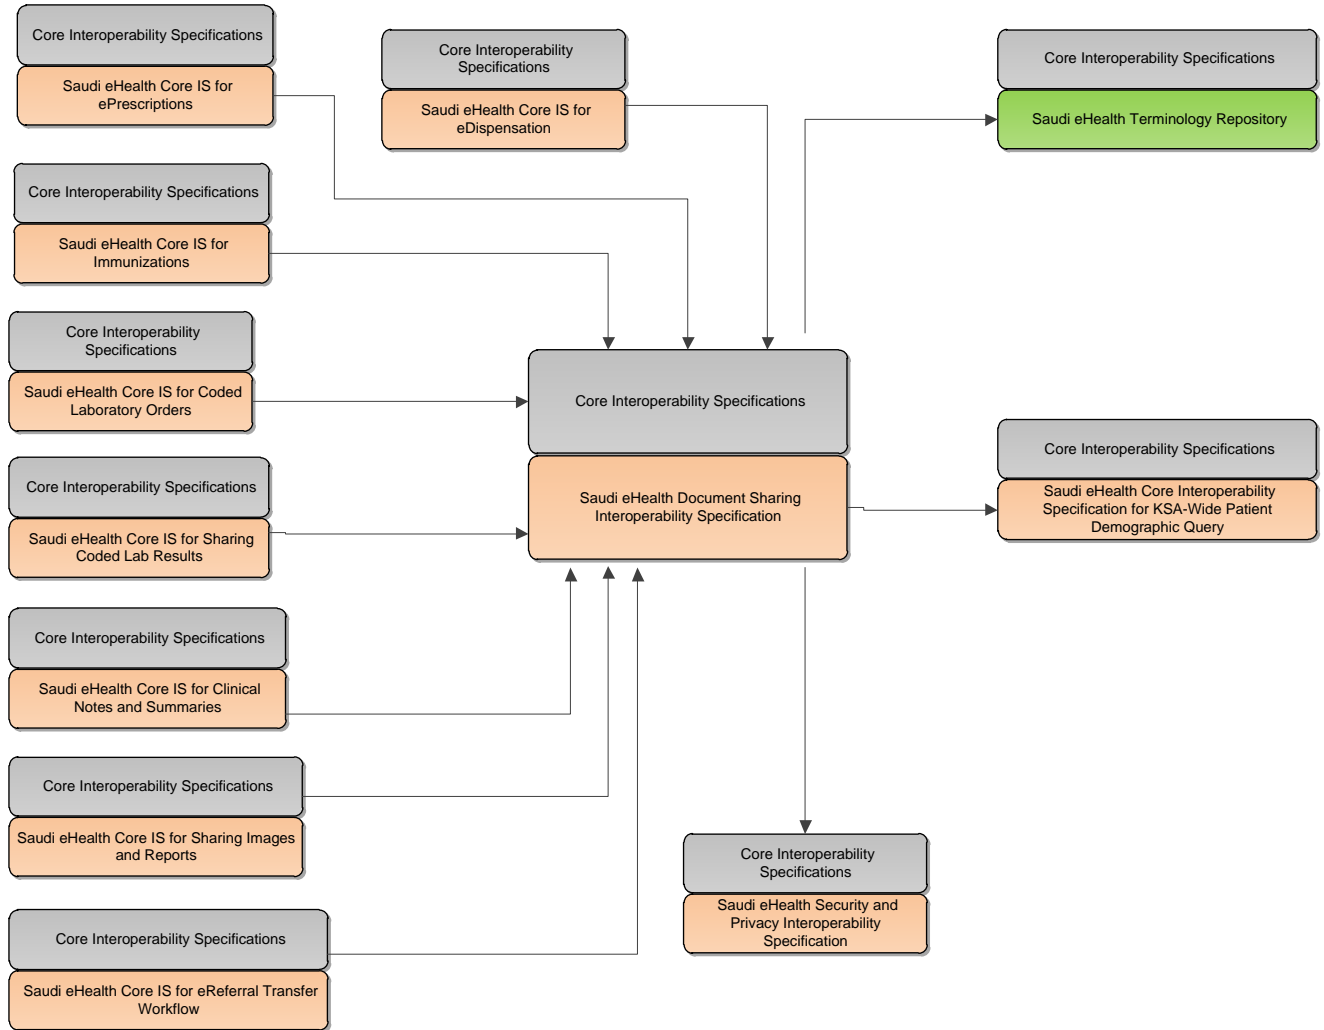 Core Interoperability Specifications
Saudi eHealth Core IS for
ePrescriptions
Core Interoperability
Specifications
Saudi eHealth Core IS for
eDispensation
Core Interoperability Specifications
Saudi eHealth Terminology Repository
Core Interoperability Specifications
Saudi eHealth Core IS for
Immunizations
Core Interoperability
Specifications
Saudi eHealth Core IS for Coded
Laboratory Orders
Core Interoperability Specifications
Saudi eHealth Document Sharing
Interoperability Specification
Core Interoperability Specifications
Saudi eHealth Core Interoperability
Specification for KSA-Wide Patient
Demographic Query
Core Interoperability Specifications
Saudi eHealth Core IS for Sharing
Coded Lab Results
Core Interoperability Specifications
Saudi eHealth Core IS for Clinical
Notes and Summaries
Core Interoperability Specifications
Saudi eHealth Core IS for Sharing Images
and Reports
Core Interoperability
Specifications
Saudi eHealth Security and
Privacy Interoperability
Specification
Core Interoperability Specifications
Saudi eHealth Core IS for eReferral Transfer
Workflow